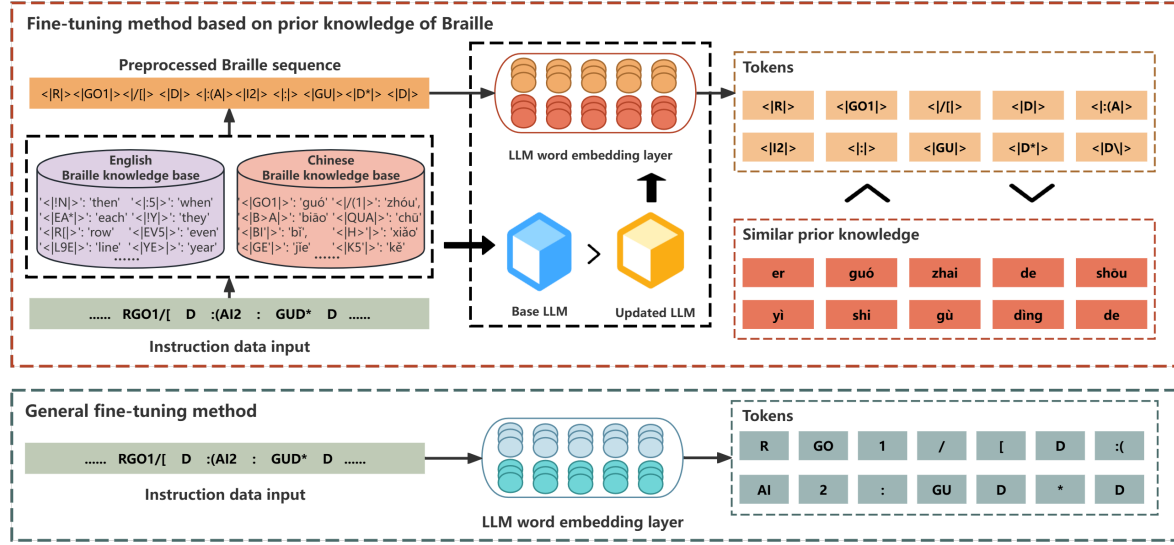 Fine-tuning method based on prior knowledge of Braille
Preprocessed Braille sequence
<|R|> <|GO1|> <|/[|> <|D|> <|:(A|> <|I2|> <|:|> <|GU|> <|D*|> <|D|>
English
Braille knowledge base
'<|!N|>': 'then' '<|:5|>': 'when'
'<|EA*|>': 'each' '<|!Y|>': 'they'
'<|R[|>': 'row' '<|EV5|>': 'even'
'<|L9E|>': 'line' '<|YE>|>': 'year'
......
Chinese
Braille knowledge base
'<|GO1|>': 'guó' '<|/(1|>': 'zhóu',
'<|B>A|>': 'biāo' '<|QUA|>': 'chū'
'<|BI'|>': 'bǐ', '<|H>'|>': 'xiǎo'
'<|GE'|>': 'jǐe' '<|K5'|>': 'kě'
......
...... RGO1/[ D :(AI2 : GUD* D ......
Instruction data input
LLM word embedding layer
Base LLM
Updated LLM
Tokens
<|R|> <|GO1|> <|/[|> <|D|> <|:(A|>
<|I2|> <|:|> <|GU|> <|D*|> <|D\|>
Similar prior knowledge
er guó zhai de shōu
yì shi gù dìng de
General fine-tuning method
...... RGO1/[ D :(AI2 : GUD* D ......
Instruction data input
LLM word embedding layer
Tokens
R GO 1 / [ D :(
AI 2 : GU D * D